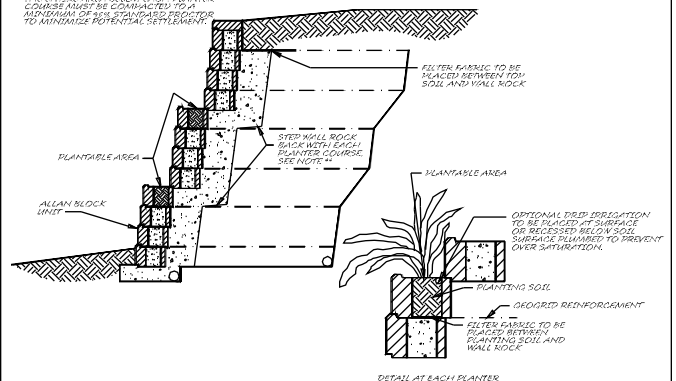 COURSE MUST BE COMPACTED TO A
MINIMUM OF 95% STANDARD PROCTOR
TO MINIMIZE POTENTIAL SETTLEMENT.
FILTER FABRIC TO BE
PLACED BETWEEN TOP
SOIL AND WALL ROCK
STEP WALL ROCK
BACK WITH EACH
PLANTER COURSE.
SEE NOTE
PLANTABLE AREA
ALLAN BLOCK
UNIT
PLANTABLE AREA
OPTIONAL DRIP IRRIGATION
TO BE PLACED AT SURFACE
OR RECESSED BELOW SOIL
SURFACE PLUMBED TO PREVENT
OVER SATURATION.
PLANTING SOIL
GEOGRID REINFORCEMENT
FILTER FABRIC TO BE
PLACED BETWEEN
PLANTING SOIL AND
WALL ROCK
DETAIL AT EACH PLANTER